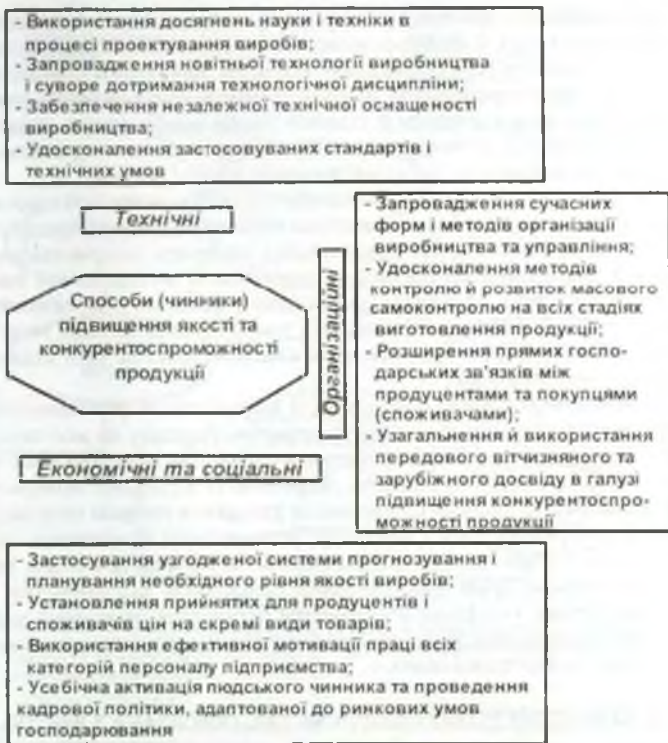 - Використання досягнень науки і техніки в
процесі проектування виробів;
- Запровадження новітньої технології виробництва
і суворе дотримання технологічної дисципліни;
- Забезпечення незалежної технічної оснащеності
виробництва;
- Удосконалення застосовуваних стандартів і
технічних умов
Технічні
Способи (чинники)
підвищення якості та
конкурентоспроможності
продукції
Організаційні
Економічні та соціальні
- Запровадження сучасних
форм і методів організації
виробництва та управління;
- Удосконалення методів
контролю й розвиток масового
самоконтролю на всіх стадіях
виготовлення продукції;
- Розширення прямих госпо-
дарських зв'язків між
продуцентами та покупцями
(споживачами);
- Узагальнення й використання
передового вітчизняного та
зарубіжного досвіду в галузі
підвищення конкурентоспро-
можності продукції
- Застосування узгодженої системи прогнозування і
планування необхідного рівня якості виробів;
- Установлення прийнятих для продуцентів і
споживачів цін на скремі види товарів;
- Використання ефективної мотивації праці всіх
категорій персоналу підприємства;
- Усебічна активація людського чинника та проведення
кадрової політики, адаптованої до ринкових умов
господарювання